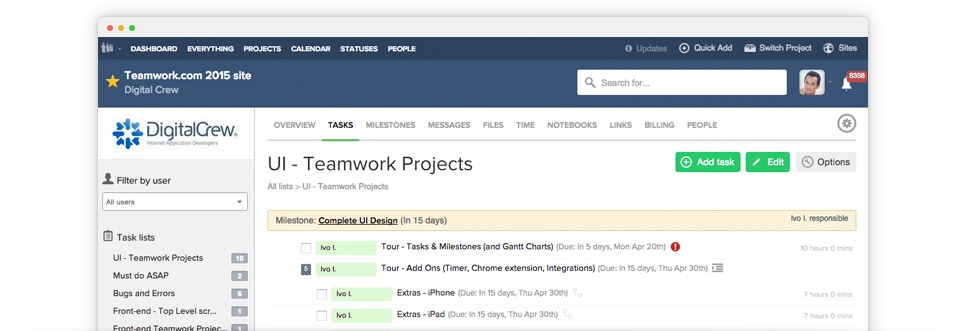 DASHBOARD EVERYTHING PROJECTS CALENDAR STATUSES PEOPLE Updates Quick Add Switch Project Sites
Teamwork.com 2015 site
Digital Crew
Search for...
8358
DigitalCrew
Internet Application Developers
OVERVIEW TASKS MILESTONES MESSAGES FILES TIME NOTEBOOKS LINKS BILLING PEOPLE
UI - Teamwork Projects
Add task Edit Options
All lists > UI - Teamwork Projects
Filter by user
All users
Milestone: Complete UI Design (In 15 days) Ivo I. responsible
Task lists
UI - Teamwork Projects 10
Must do ASAP 2
Bugs and Errors 6
Front-end - Top Level scr... 1
Front-end Teamwork Projec...
Ivo I. Tour - Tasks & Milestones (and Gantt Charts) (Due: In 5 days, Mon Apr 20th) 10 hours 0 mins
5 Ivo I. Tour - Add Ons (Timer, Chrome extension, Integrations) (Due: In 15 days, Thu Apr 30th)
Ivo I. Extras - iPhone (Due: In 15 days, Thu Apr 30th) 7 hours 0 mins
Ivo I. Extras - iPad (Due: In 15 days, Thu Apr 30th) 7 hours 0 mins